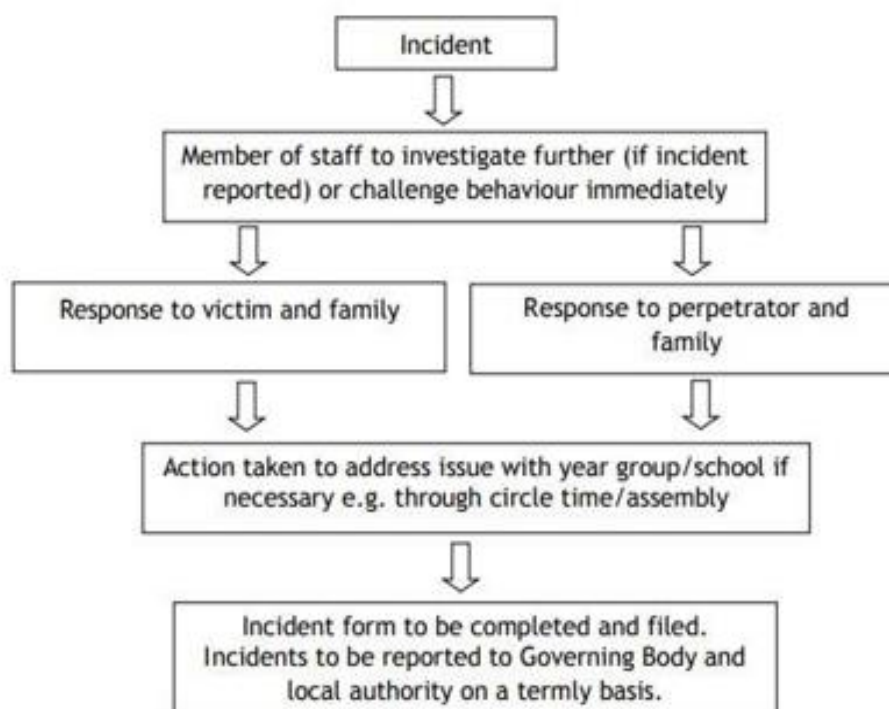 Incident
Member of staff to investigate further (if incident
reported) or challenge behaviour immediately
Response to victim and family
Response to perpetrator and
family
Action taken to address issue with year group/school if
necessary e.g. through circle time/assembly
Incident form to be completed and filed.
Incidents to be reported to Governing Body and
local authority on a termly basis.